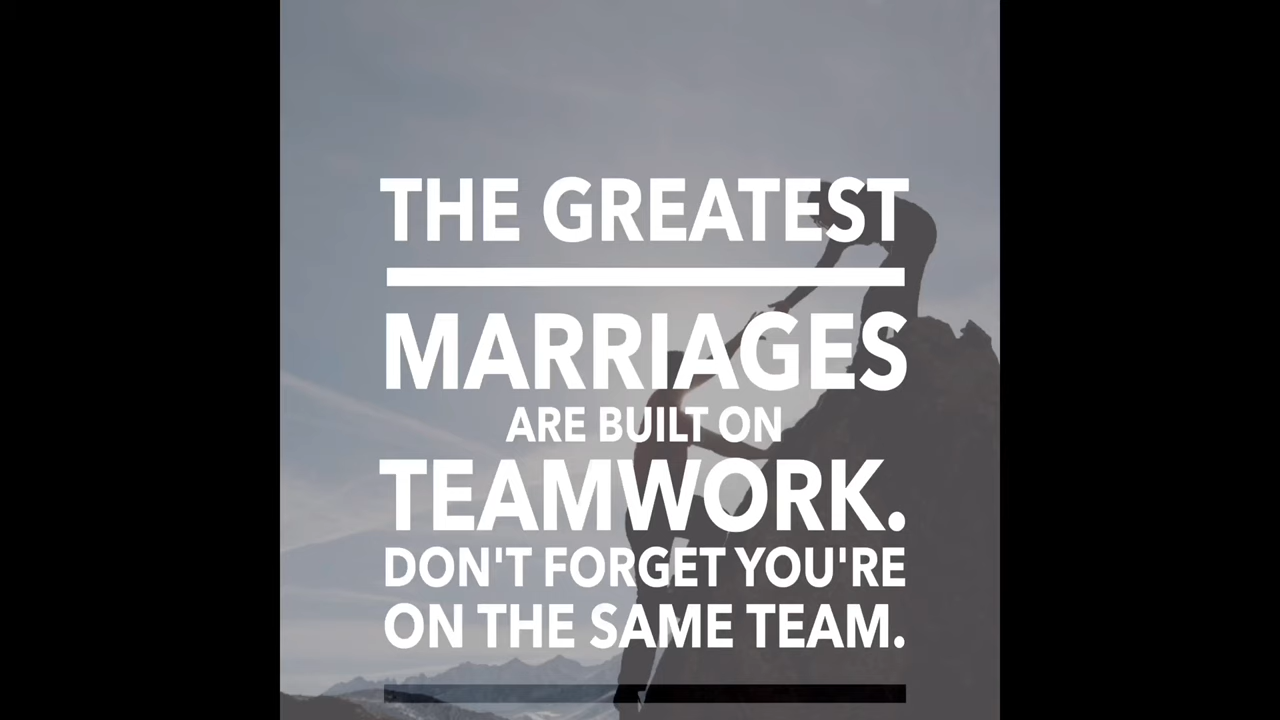 THE GREATEST
MARRIAGES
ARE BUILT ON
TEAMWORK.
DON'T FORGET YOU'RE
ON THE SAME TEAM.